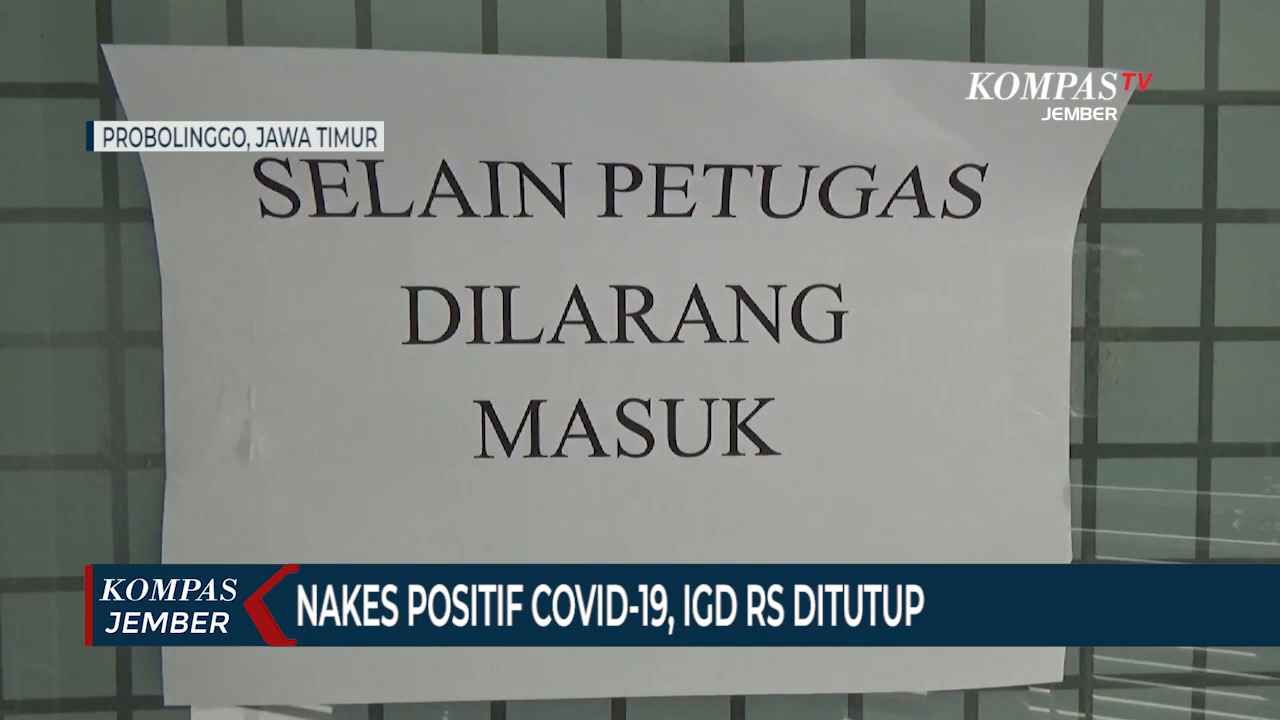 KOMPAS TV
JEMBER
PROBOLINGGO, JAWA TIMUR
SELAIN PETUGAS
DILARANG
MASUK
KOMPAS
JEMBER
NAKES POSITIF COVID-19, IGD RS DITUTUP